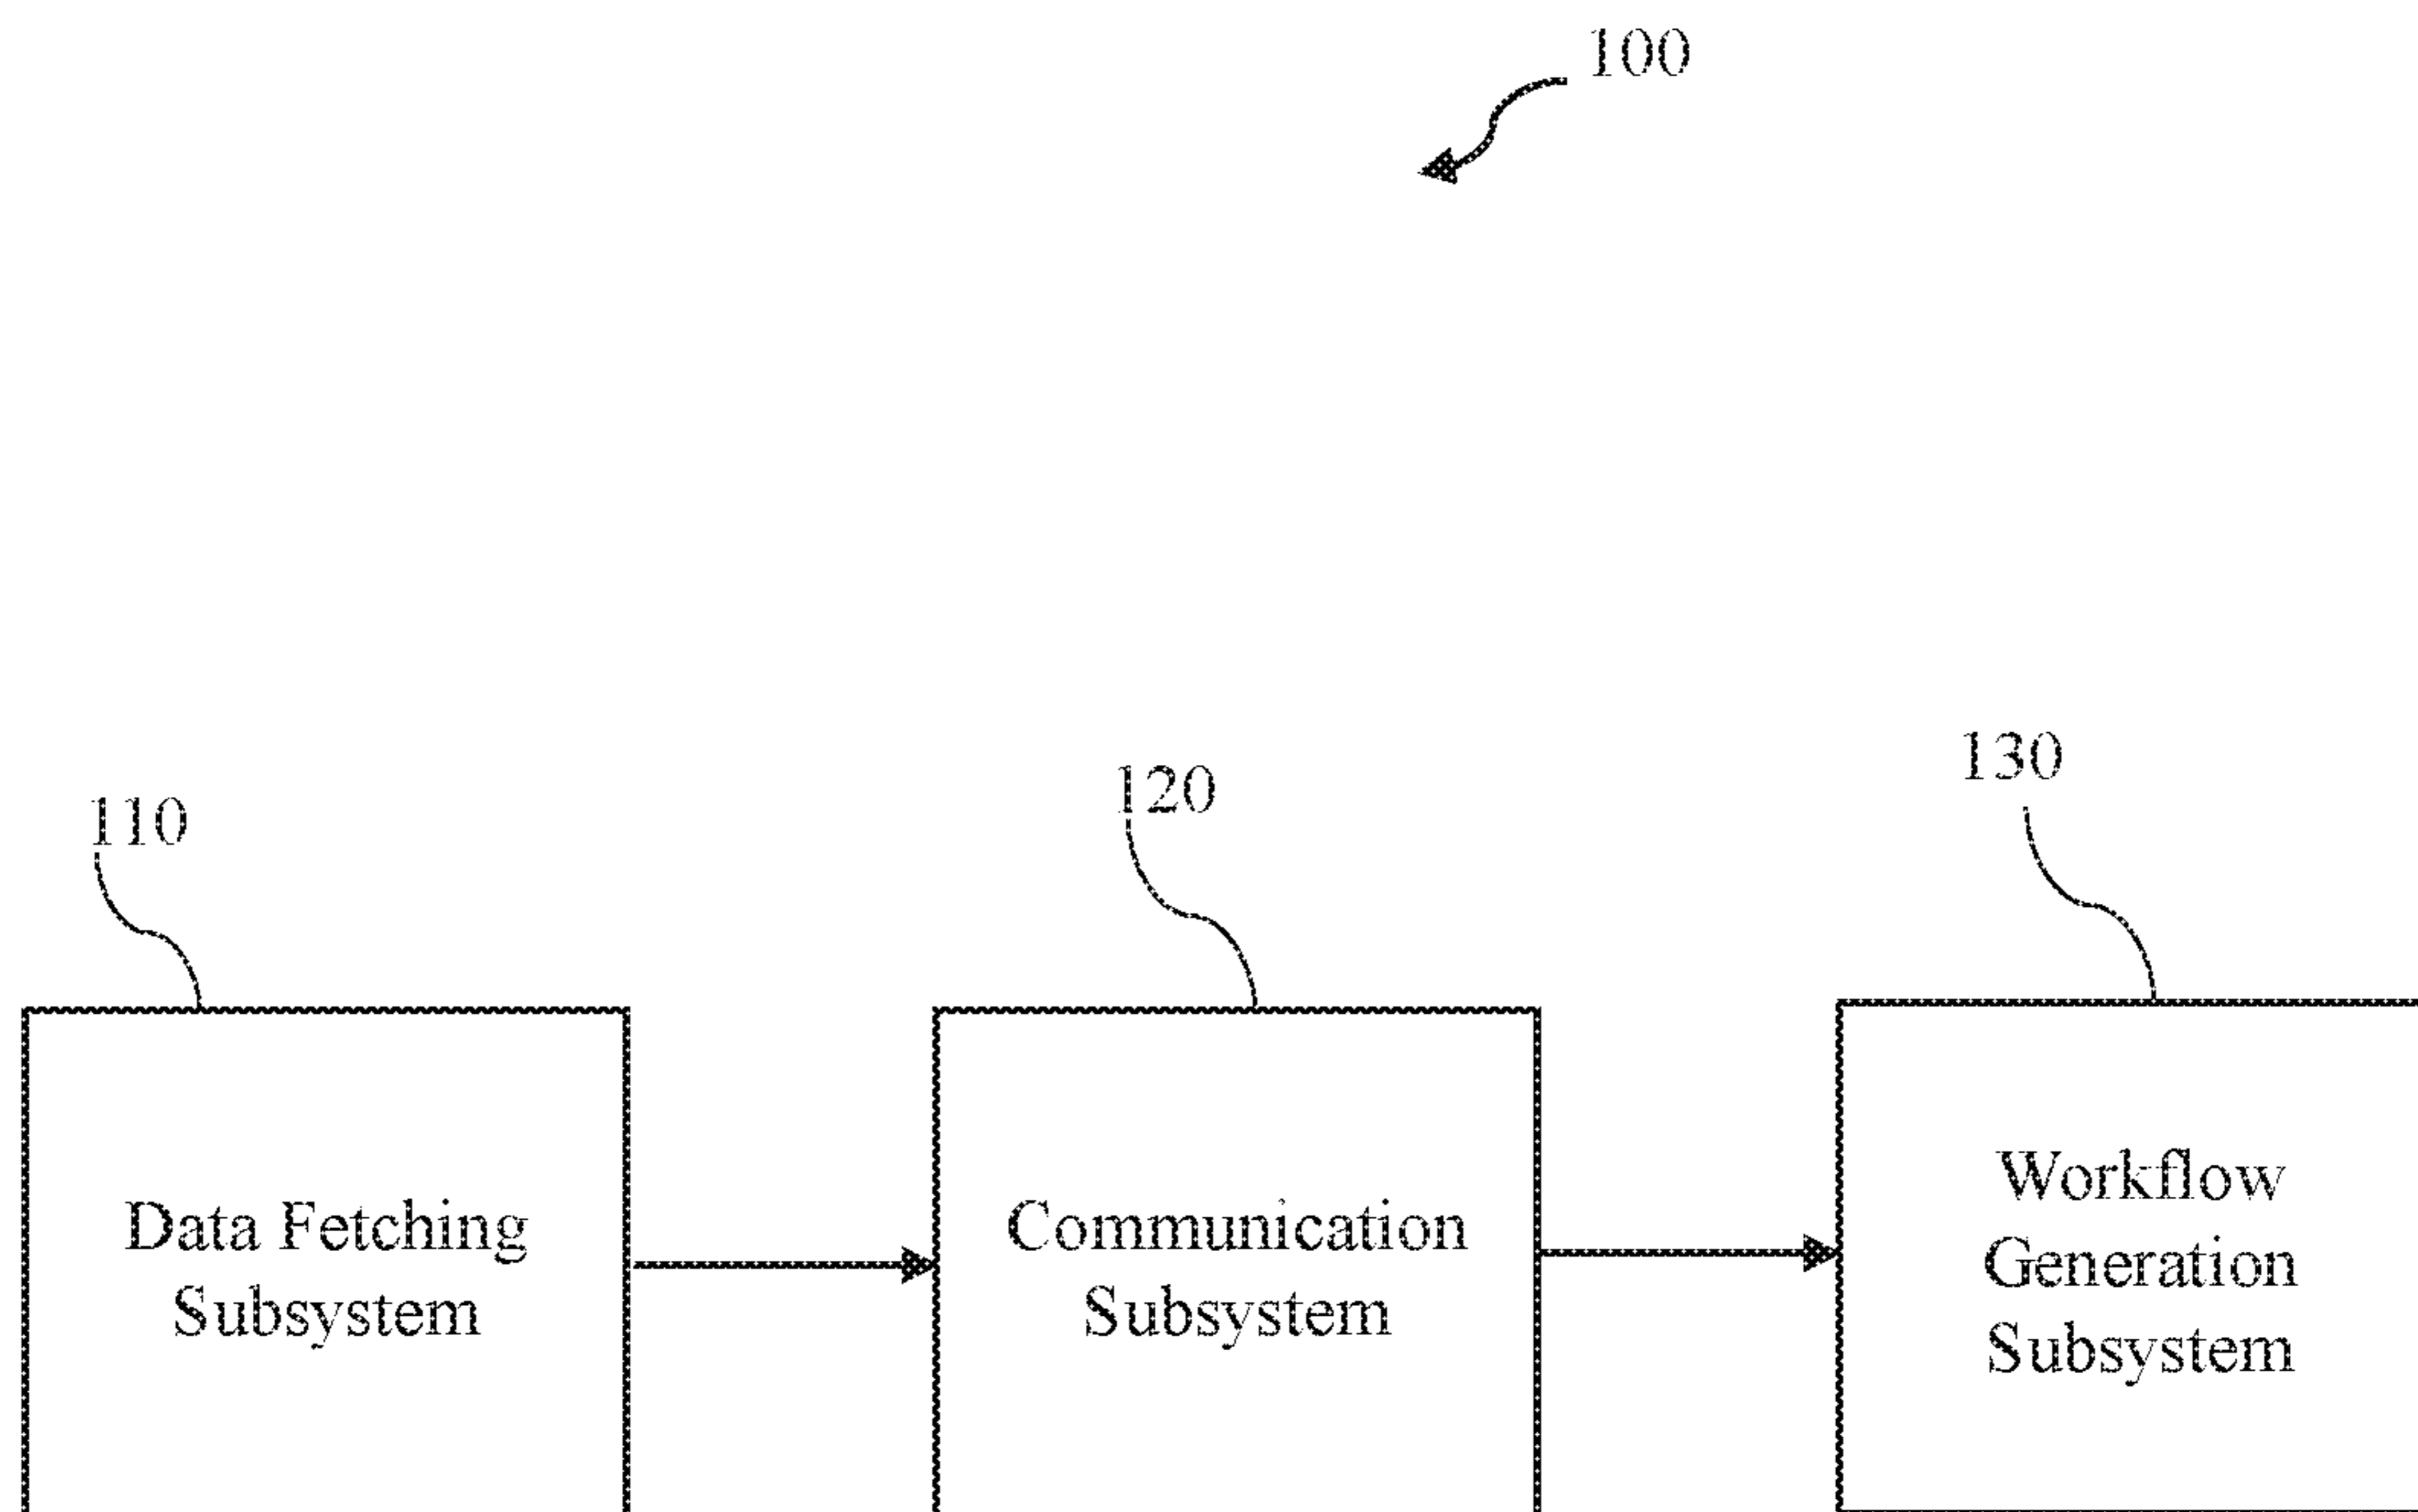 100
110
120
130
Data Fetching
Subsystem
Communication
Subsystem
Workflow
Generation
Subsystem